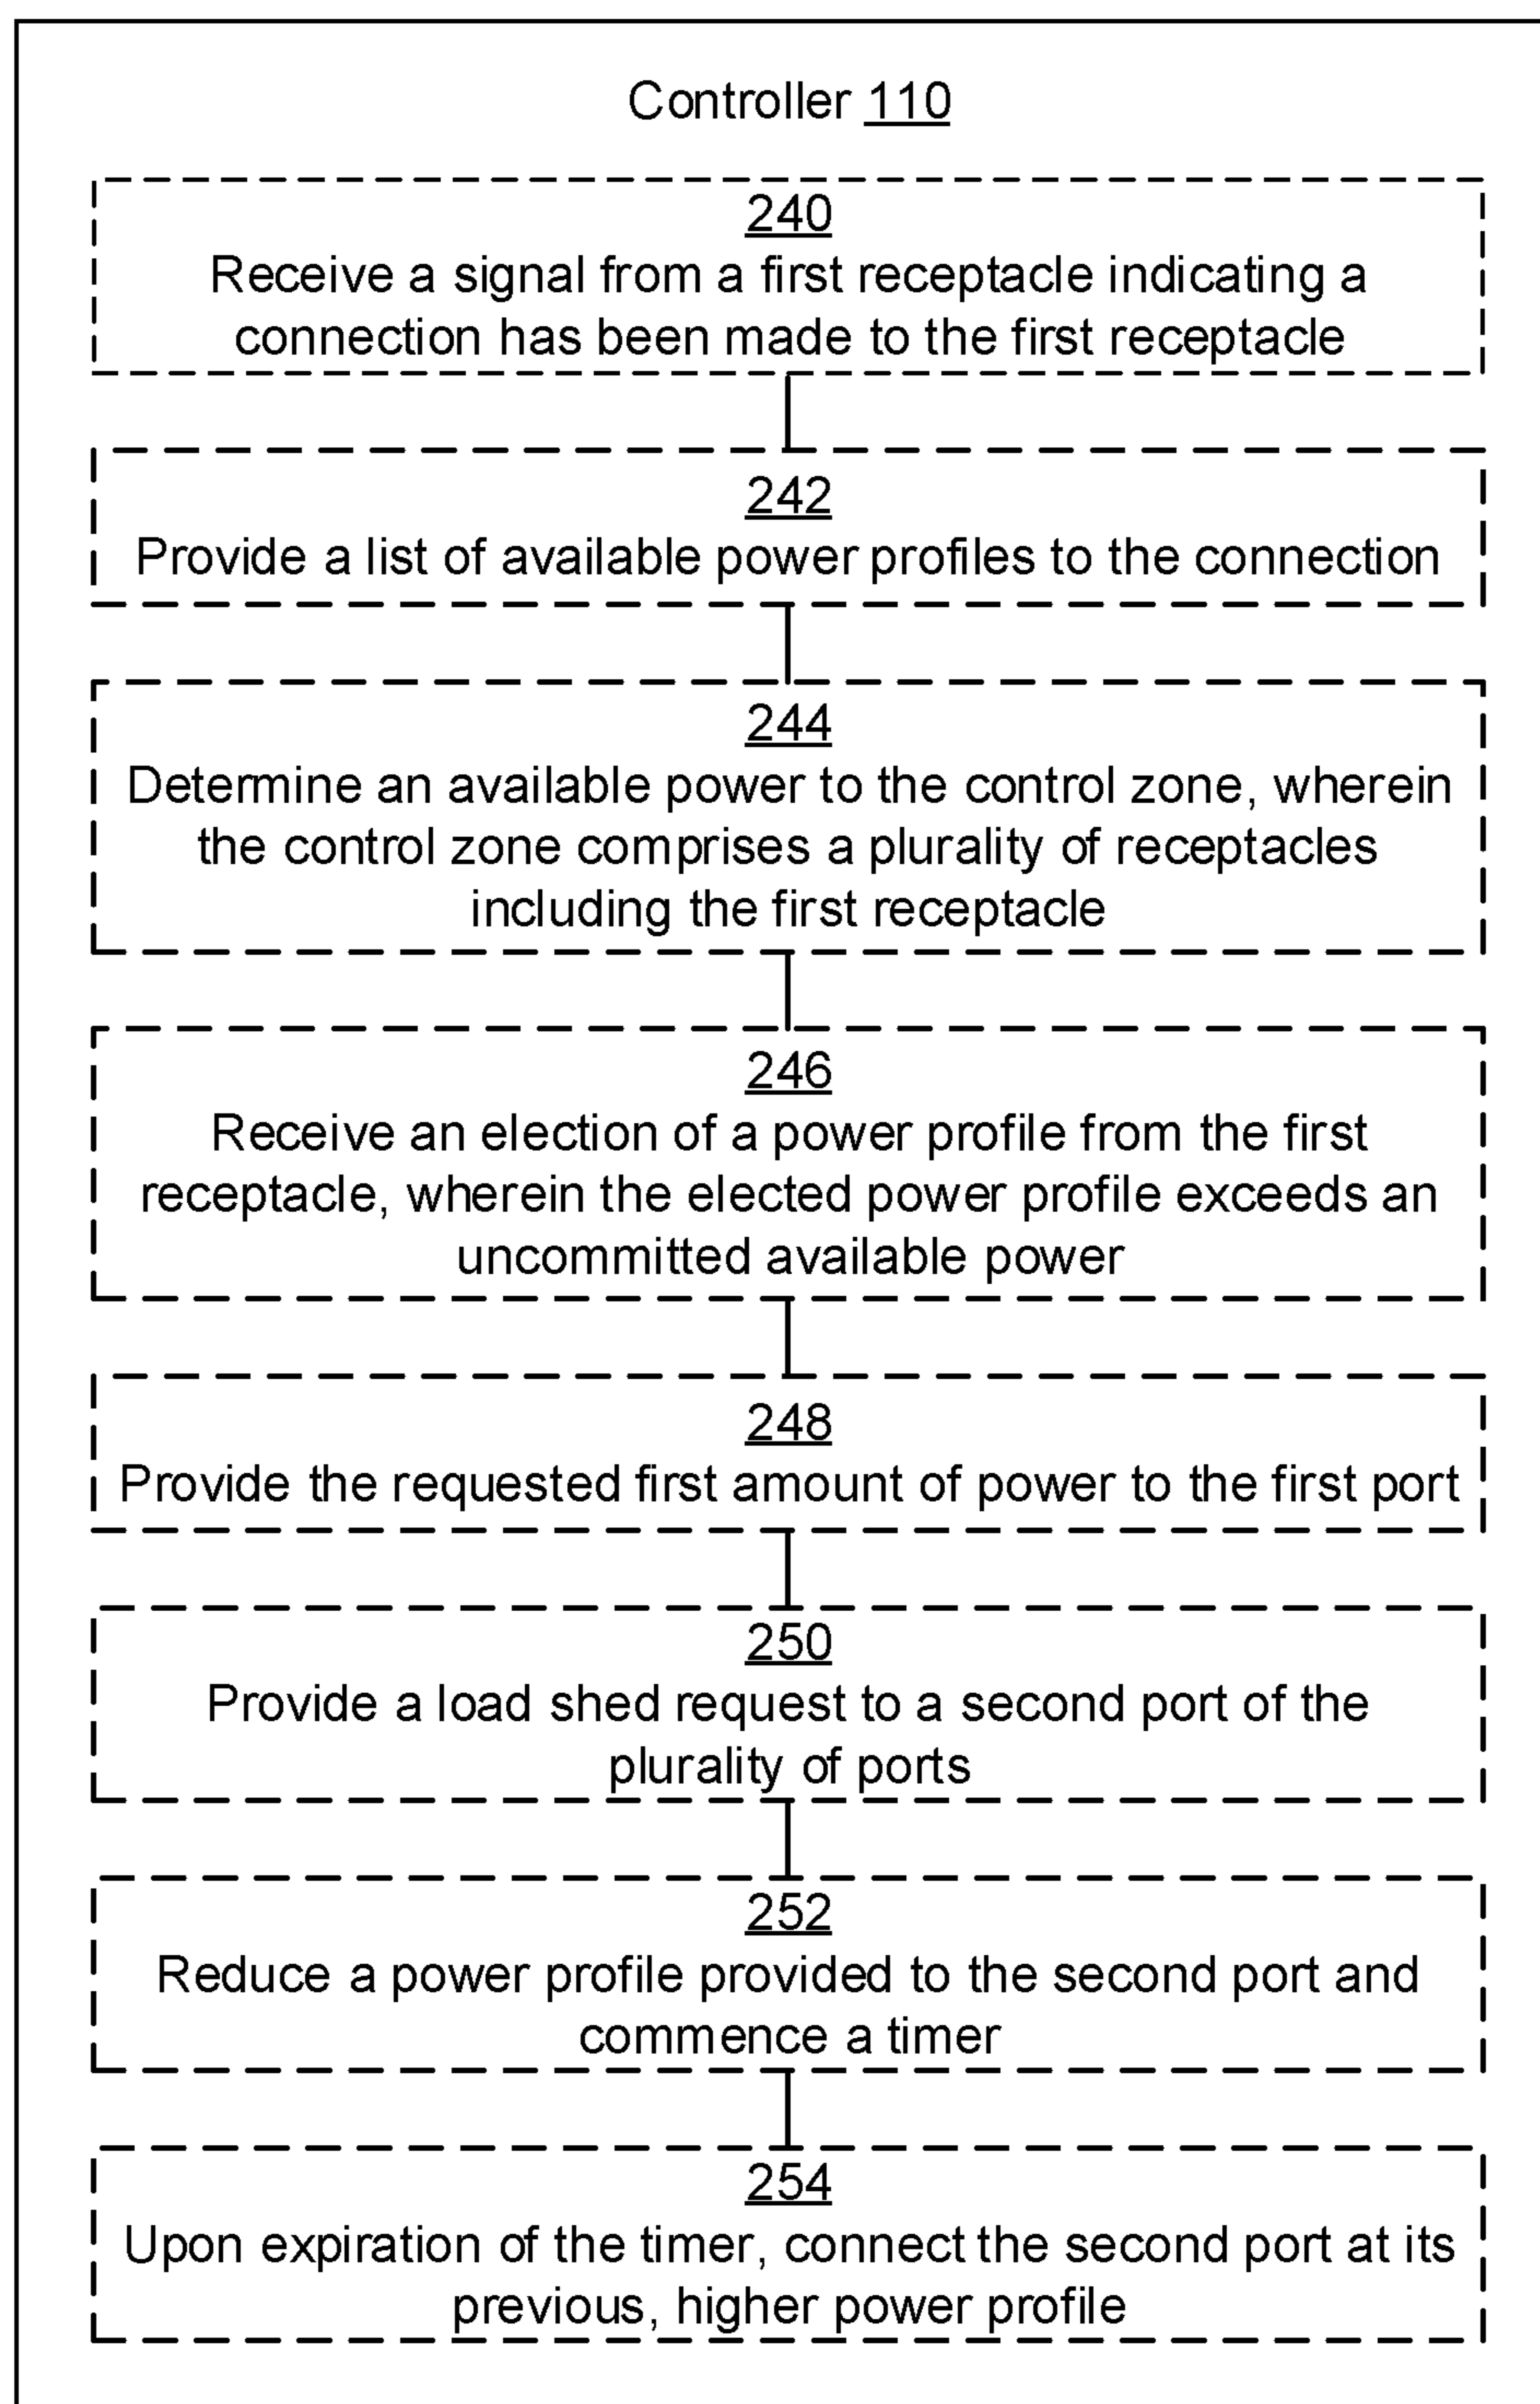 Controller 110
240
Receive a signal from a first receptacle indicating a
connection has been made to the first receptacle
242
Provide a list of available power profiles to the connection
244
Determine an available power to the control zone, wherein
the control zone comprises a plurality of receptacles
including the first receptacle
246
Receive an election of a power profile from the first
receptacle, wherein the elected power profile exceeds an
uncommitted available power
248
Provide the requested first amount of power to the first port
250
Provide a load shed request to a second port of the
plurality of ports
252
Reduce a power profile provided to the second port and
commence a timer
254
Upon expiration of the timer, connect the second port at its
previous, higher power profile